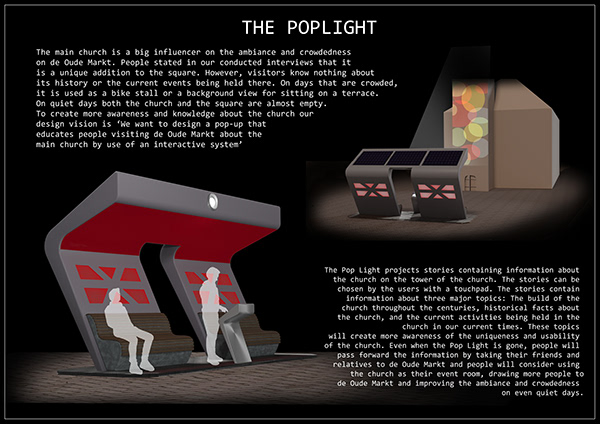 THE POPLIGHT
The main church is a big influencer on the ambiance and crowdedness
on de Oude Markt. People stated in our conducted interviews that it
is a unique addition to the square. However, visitors know nothing about
its history or the current events being held there. On days that are crowded,
it is used as a bike stall or a background view for sitting on a terrace.
On quiet days both the church and the square are almost empty.
To create more awareness and knowledge about the church our
design vision is ‘We want to design a pop-up that
educates people visiting de Oude Markt about the
main church by use of an interactive system’
The Pop Light projects stories containing information about
the church on the tower of the church. The stories can be
chosen by the users with a touchpad. The stories contain
information about three major topics: The build of the
church throughout the centuries, historical facts about
the church, and the current activities being held in the
church in our current times. These topics
will create more awareness of the uniqueness and usability
of the church. Even when the Pop Light is gone, people will
pass forward the information by taking their friends and
relatives to de Oude Markt and people will consider using
the church as their event room, drawing more people to
de Oude Markt and improving the ambiance and crowdedness
on even quiet days.